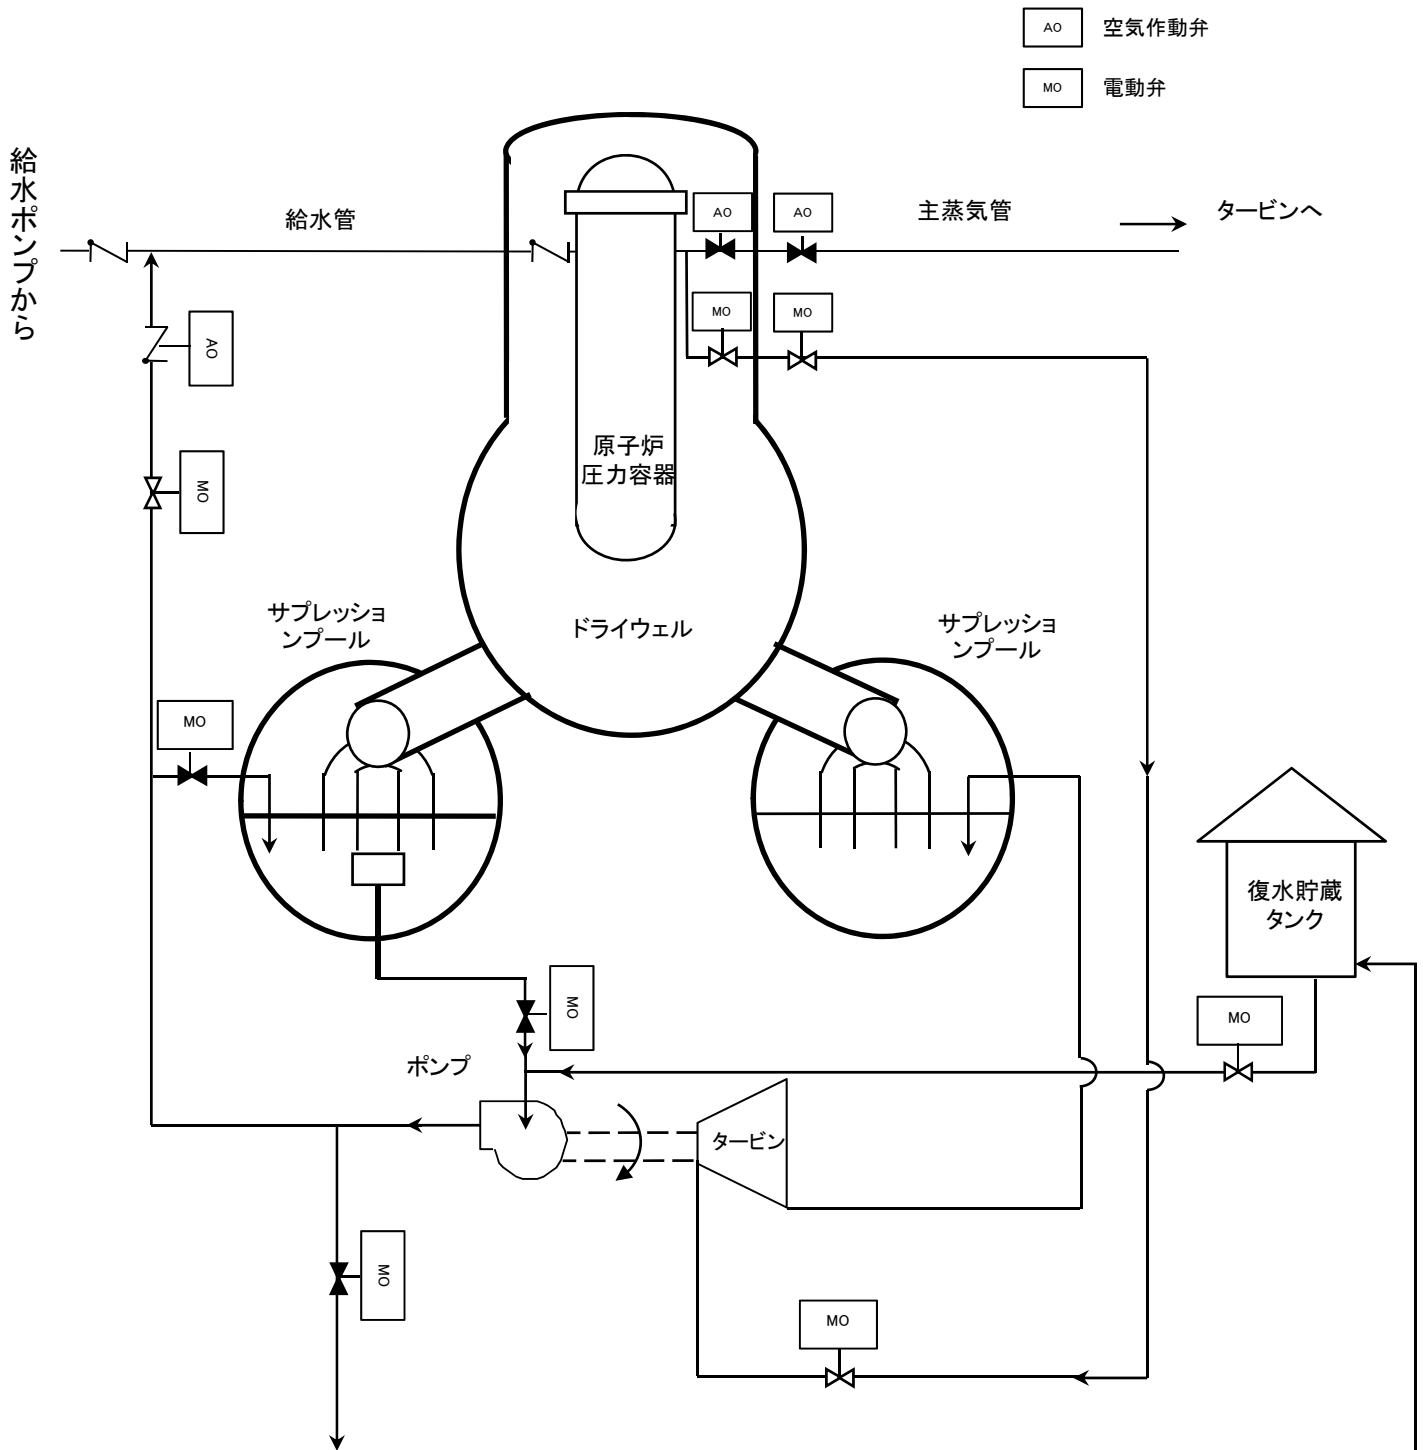 AO
空気作動弁
MO
電動弁
給水ポンプから
給水管
AO
AO
主蒸気管
タービンへ
MO
MO
AO
MO
原子炉
圧力容器
サプレッショ
ンプール
ドライウェル
サプレッショ
ンプール
MO
復水貯蔵
タンク
MO
MO
ポンプ
タービン
MO
MO